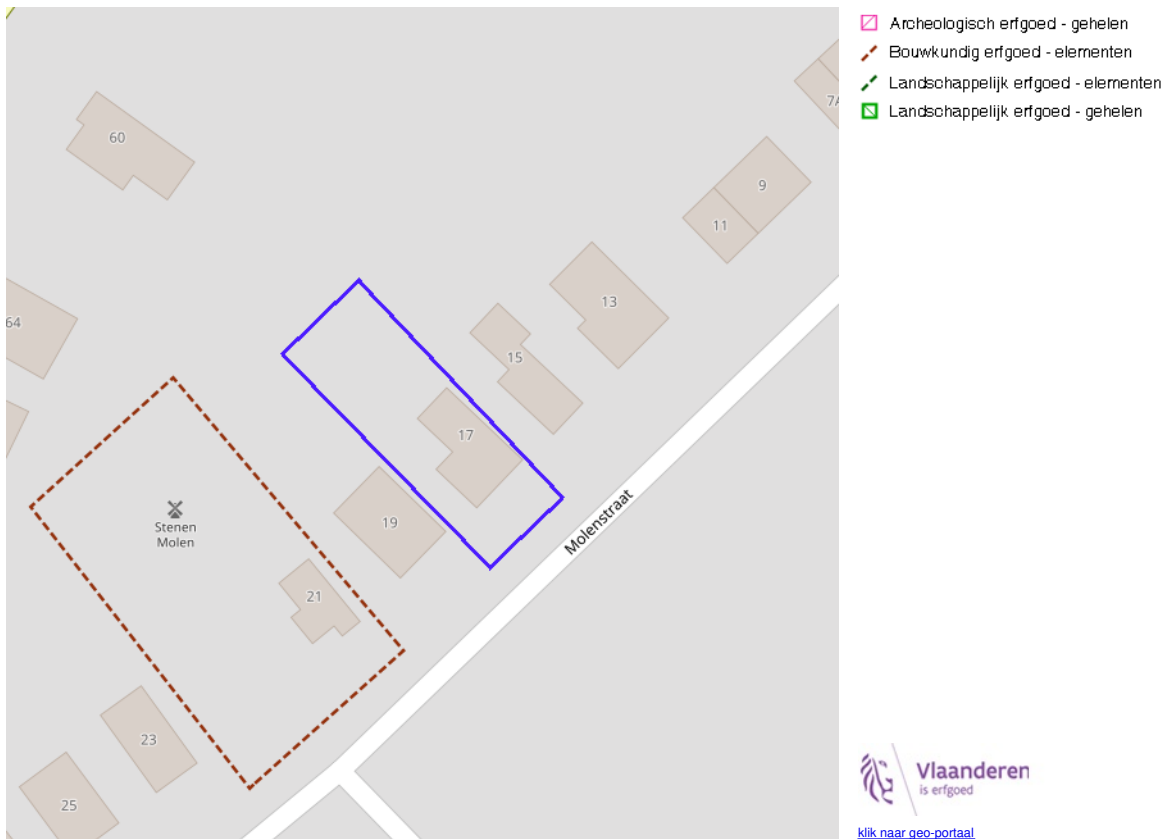 Archeologisch erfgoed - gehelen
Bouwkundig erfgoed - elementen
Landschappelijk erfgoed - elementen
Landschappelijk erfgoed - gehelen
60
7A
9
11
13
64
15
17
19
Stenen
Molen
Molenstraat
21
23
25
Vlaanderen
is erfgoed
klik naar geo-portaal